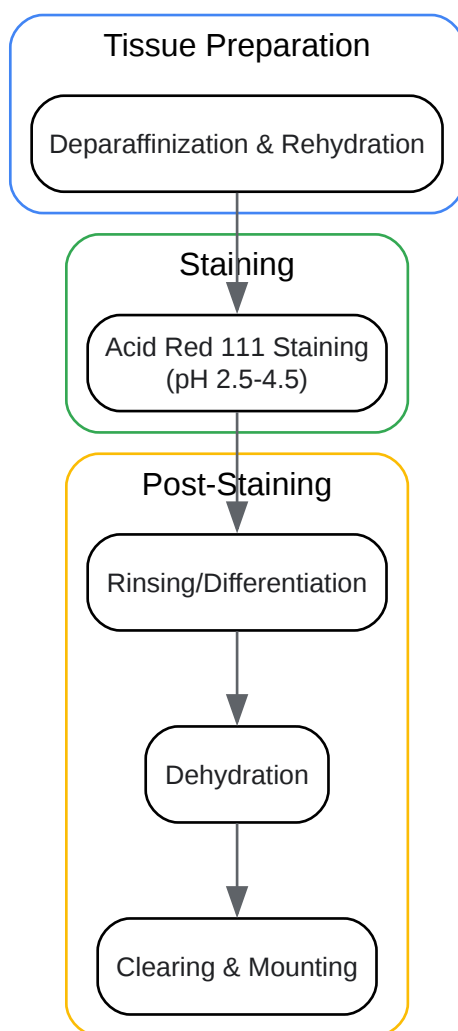 Tissue Preparation
Deparaffinization & Rehydration
Staining
Acid Red 111 Staining
(pH 2.5-4.5)
Post-Staining
Rinsing/Differentiation
Dehydration
Clearing & Mounting